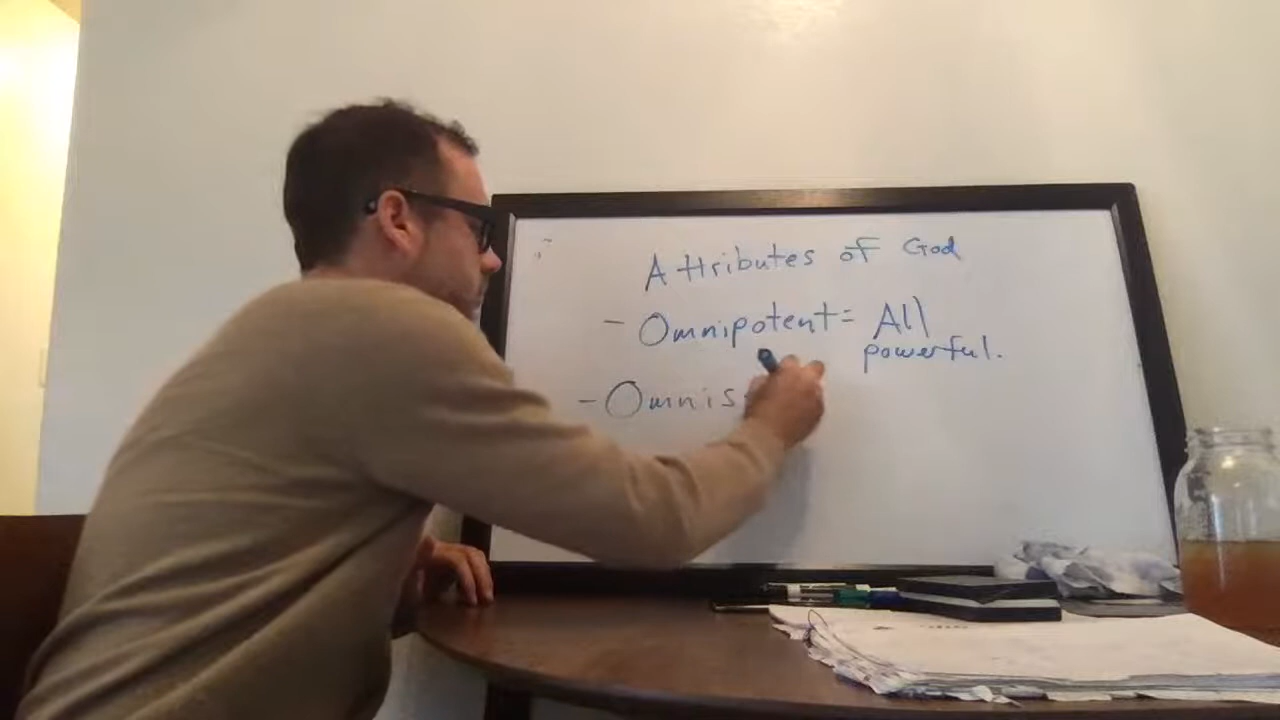 Attributes of God
- Omnipotent = All
powerful.
- Omnis